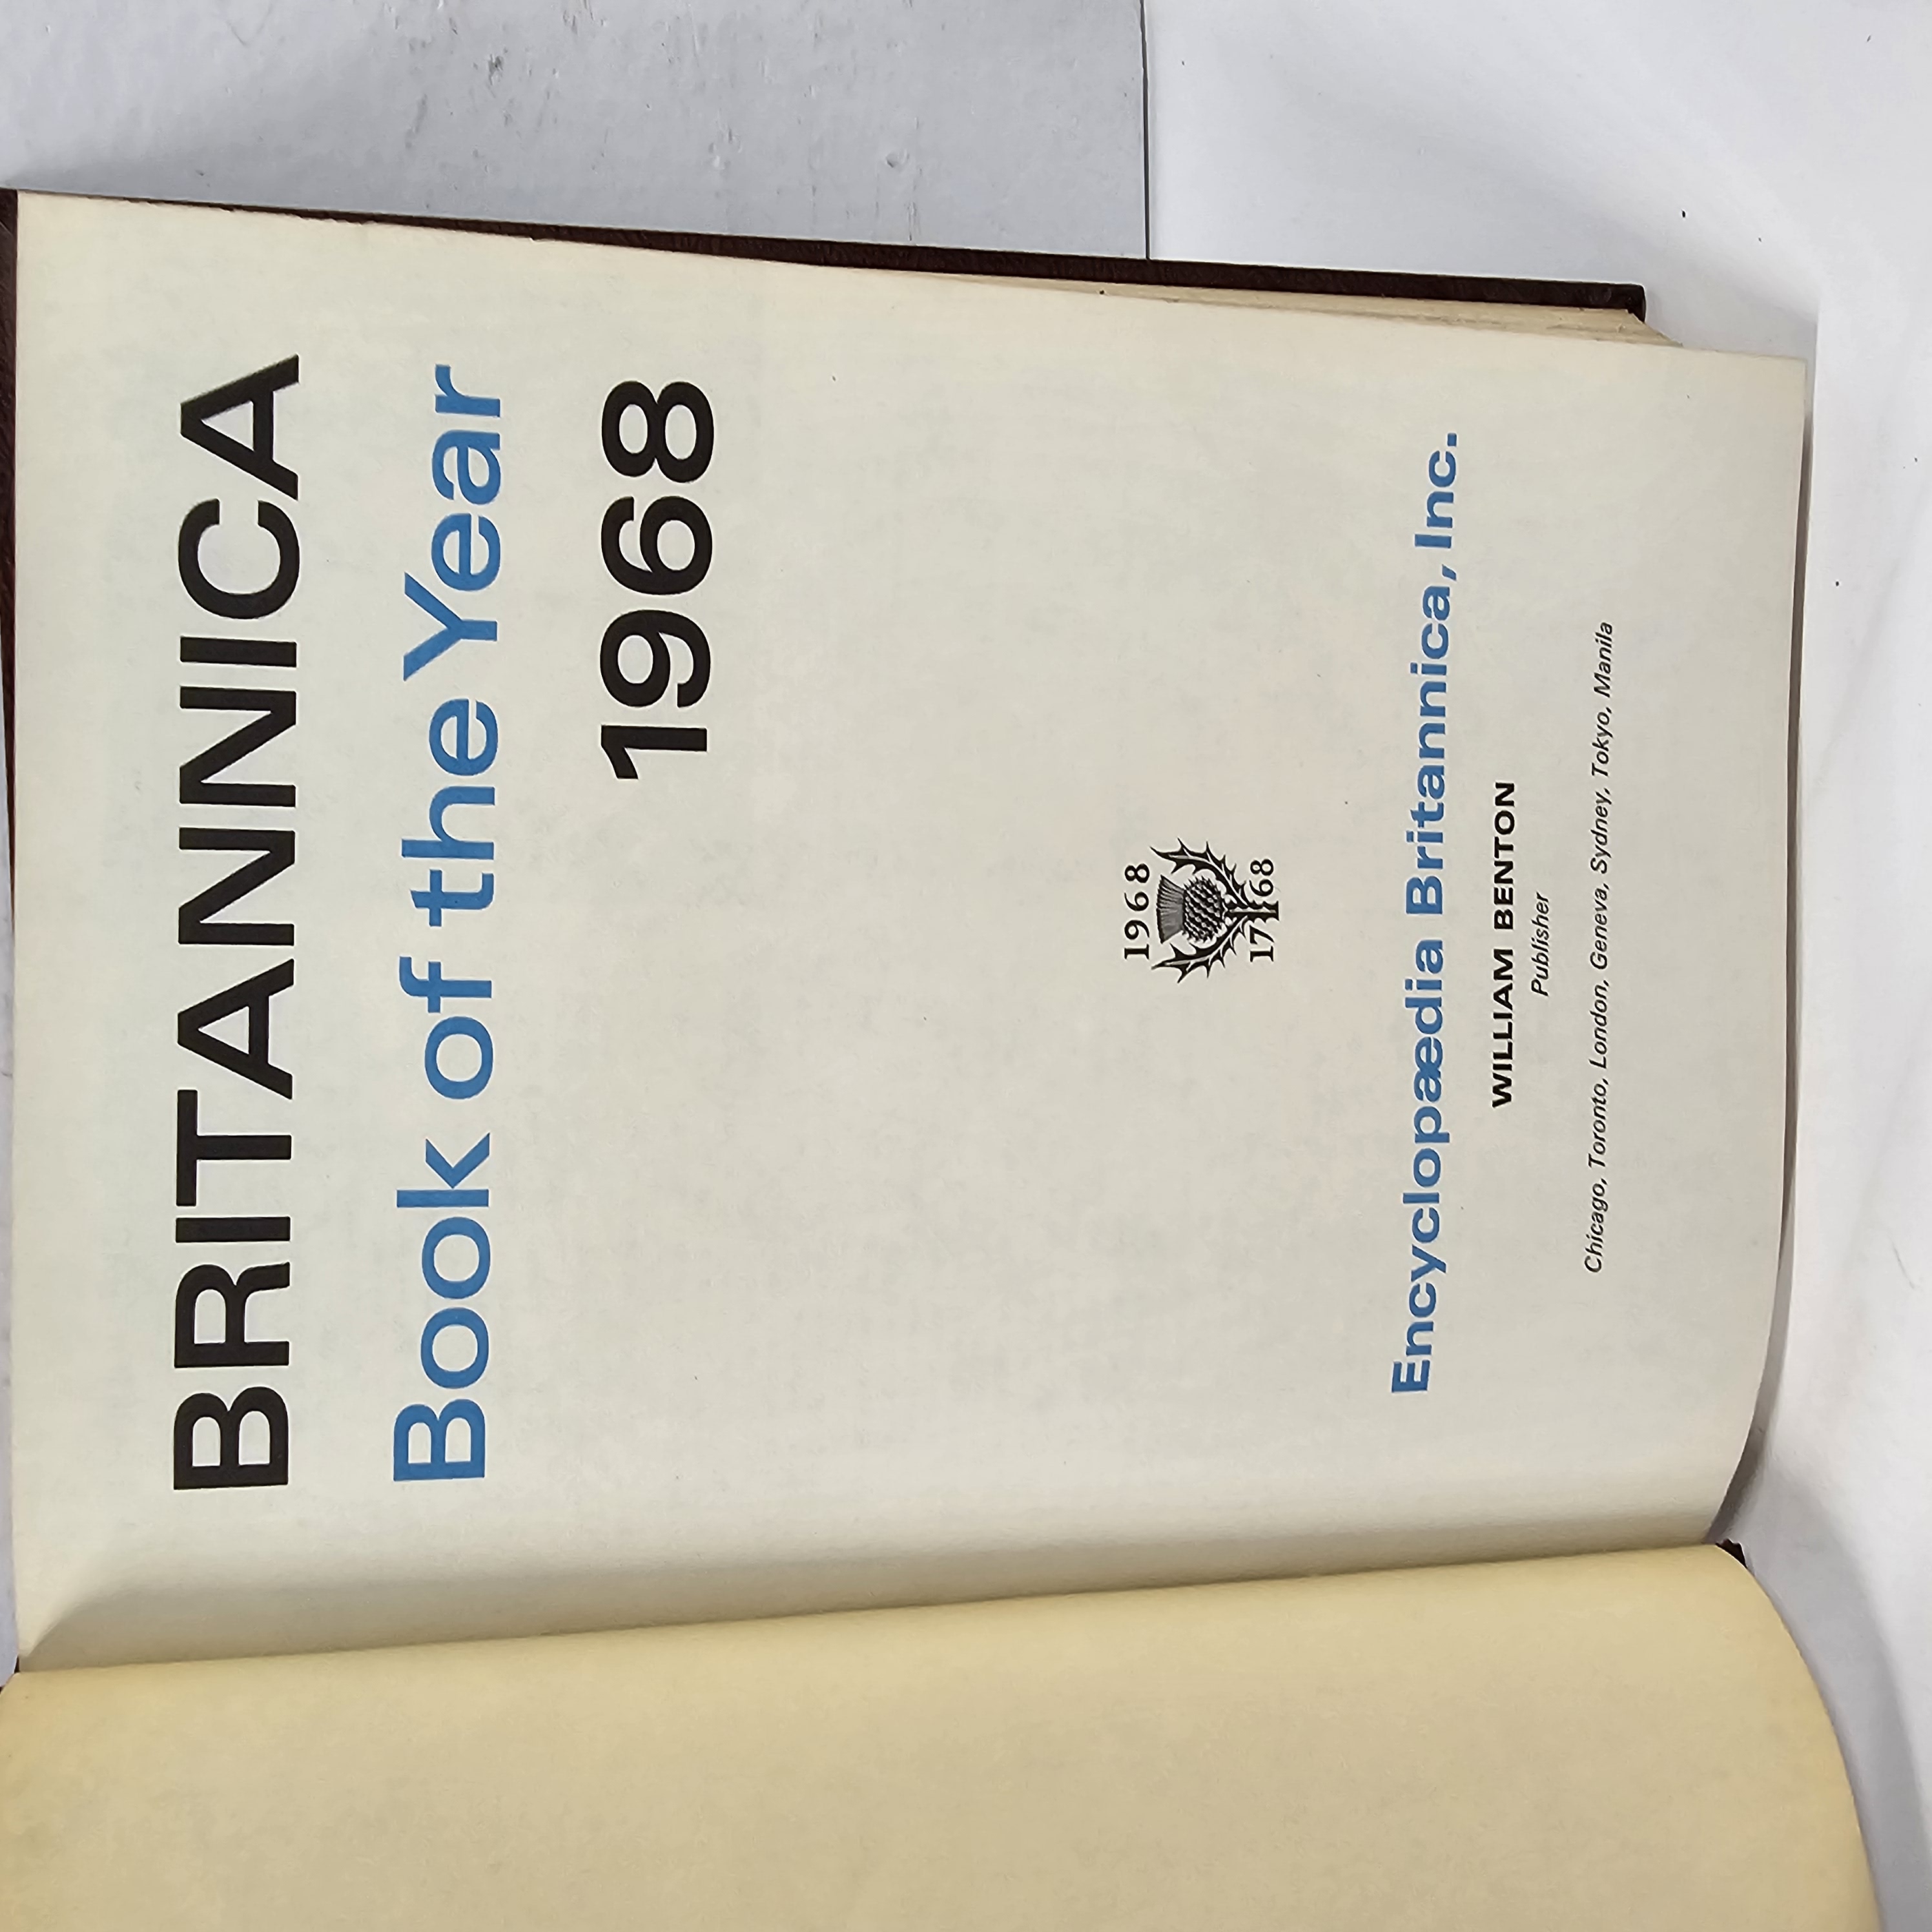 BRITANNICA
Book of the Year
1968
1968
1768
Encyclopædia Britannica, Inc.
WILLIAM BENTON
Publisher
Chicago, Toronto, London, Geneva, Sydney, Tokyo, Manila